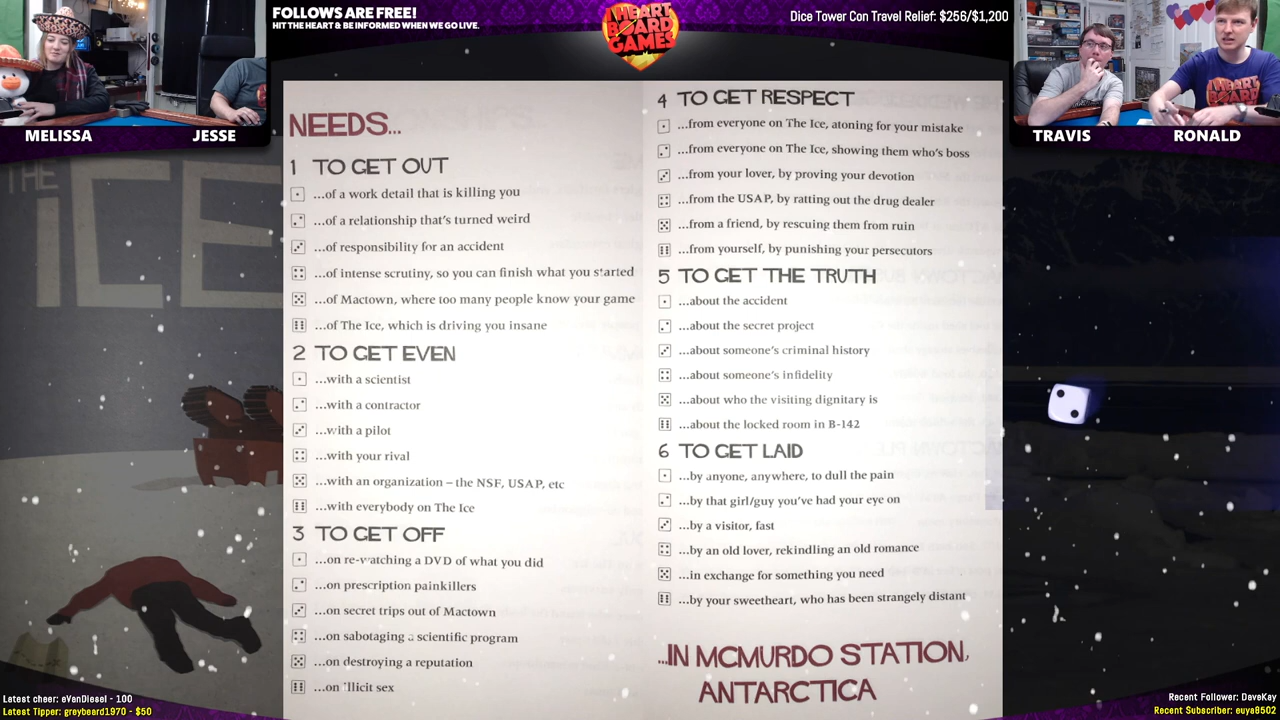 FOLLOWS ARE FREE!
HIT THE HEART & BE INFORMED WHEN WE GO LIVE.
I HEART
BOARD
GAMES
Dice Tower Con Travel Relief: $256/$1,200
MELISSA
JESSE
TRAVIS
RONALD
THE
ICE
NEEDS...
1 TO GET OUT
...of a work detail that is killing you
...of a relationship that's turned weird
...of responsibility for an accident
...of intense scrutiny, so you can finish what you started
...of Mactown, where too many people know your game
...of The Ice, which is driving you insane
2 TO GET EVEN
...with a scientist
...with a contractor
...with a pilot
...with your rival
...with an organization – the NSF, USAP, etc
...with everybody on The Ice
3 TO GET OFF
...on re-watching a DVD of what you did
...on prescription painkillers
...on secret trips out of Mactown
...on sabotaging a scientific program
...on destroying a reputation
...on illicit sex
4 TO GET RESPECT
...from everyone on The Ice, atoning for your mistake
...from everyone on The Ice, showing them who's boss
...from your lover, by proving your devotion
...from the USAP, by ratting out the drug dealer
...from a friend, by rescuing them from ruin
...from yourself, by punishing your persecutors
5 TO GET THE TRUTH
...about the accident
...about the secret project
...about someone's criminal history
...about someone's infidelity
...about who the visiting dignitary is
...about the locked room in B-142
6 TO GET LAID
...by anyone, anywhere, to dull the pain
...by that girl/guy you've had your eye on
...by a visitor, fast
...by an old lover, rekindling an old romance
...in exchange for something you need
...by your sweetheart, who has been strangely distant
...IN MCMURDO STATION,
ANTARCTICA
Latest cheer: eVanDiesel - 100
Latest Tipper: greybeard1970 - $50
Recent Follower: DaveKay
Recent Subscriber: euya8502